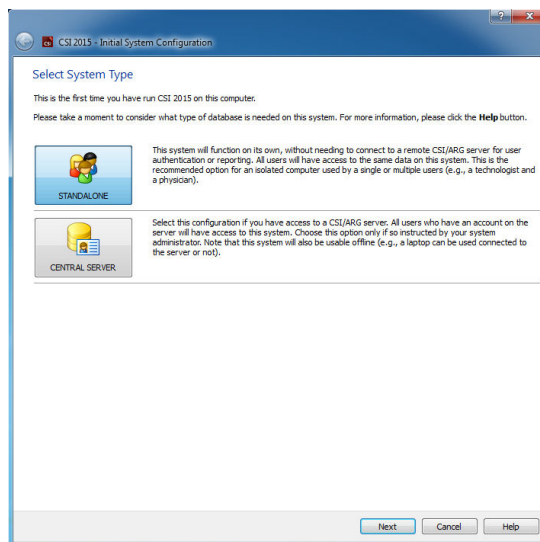 CSI 2015 - Initial System Configuration
Select System Type
This is the first time you have run CSI 2015 on this computer.
Please take a moment to consider what type of database is needed on this system. For more information, please click the Help button.
STANDALONE
This system will function on its own, without needing to connect to a remote CSI/ARG server for user
authentication or reporting. All users will have access to the same data on this system. This is the
recommended option for an isolated computer used by a single or multiple users (e.g., a technologist and
a physician).
CENTRAL SERVER
Select this configuration if you have access to a CSI/ARG server. All users who have an account on the
server will have access to this system. Choose this option only if so instructed by your system
administrator. Note that this system will also be usable offline (e.g., a laptop can be used connected to
the server or not).
Next
Cancel
Help